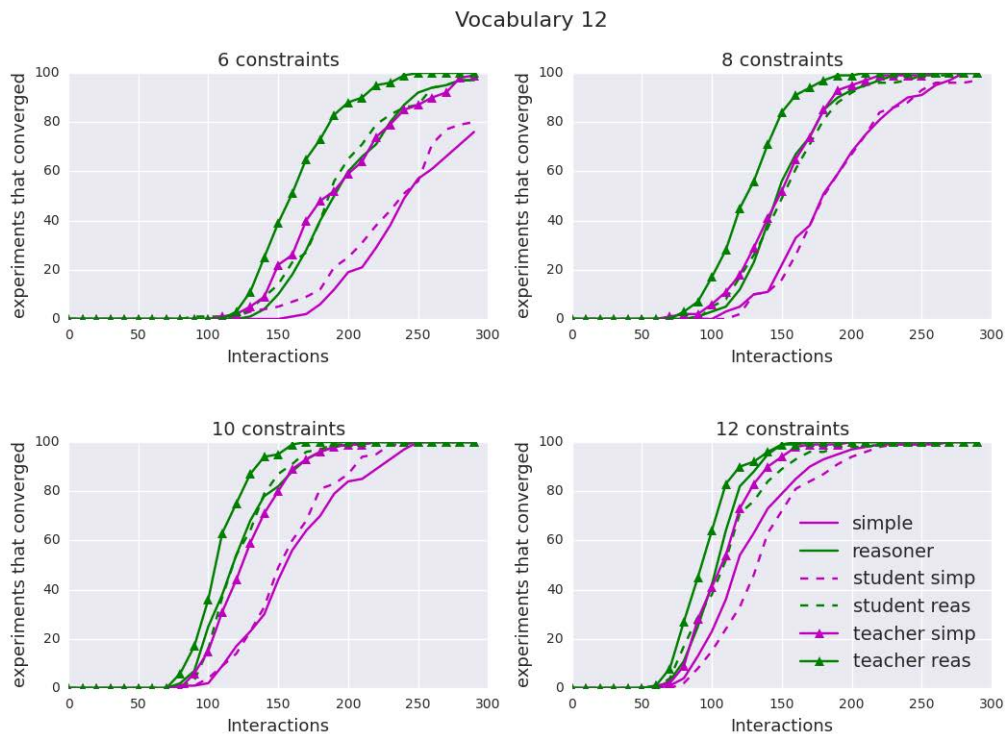 Vocabulary 12
6 constraints
experiments that converged
100
80
60
40
20
0
0 50 100 150 200 250 300
Interactions
8 constraints
experiments that converged
100
80
60
40
20
0
0 50 100 150 200 250 300
Interactions
10 constraints
experiments that converged
100
80
60
40
20
0
0 50 100 150 200 250 300
Interactions
12 constraints
experiments that converged
100
80
60
40
20
0
0 50 100 150 200 250 300
Interactions
simple
reasoner
student simp
student reas
teacher simp
teacher reas